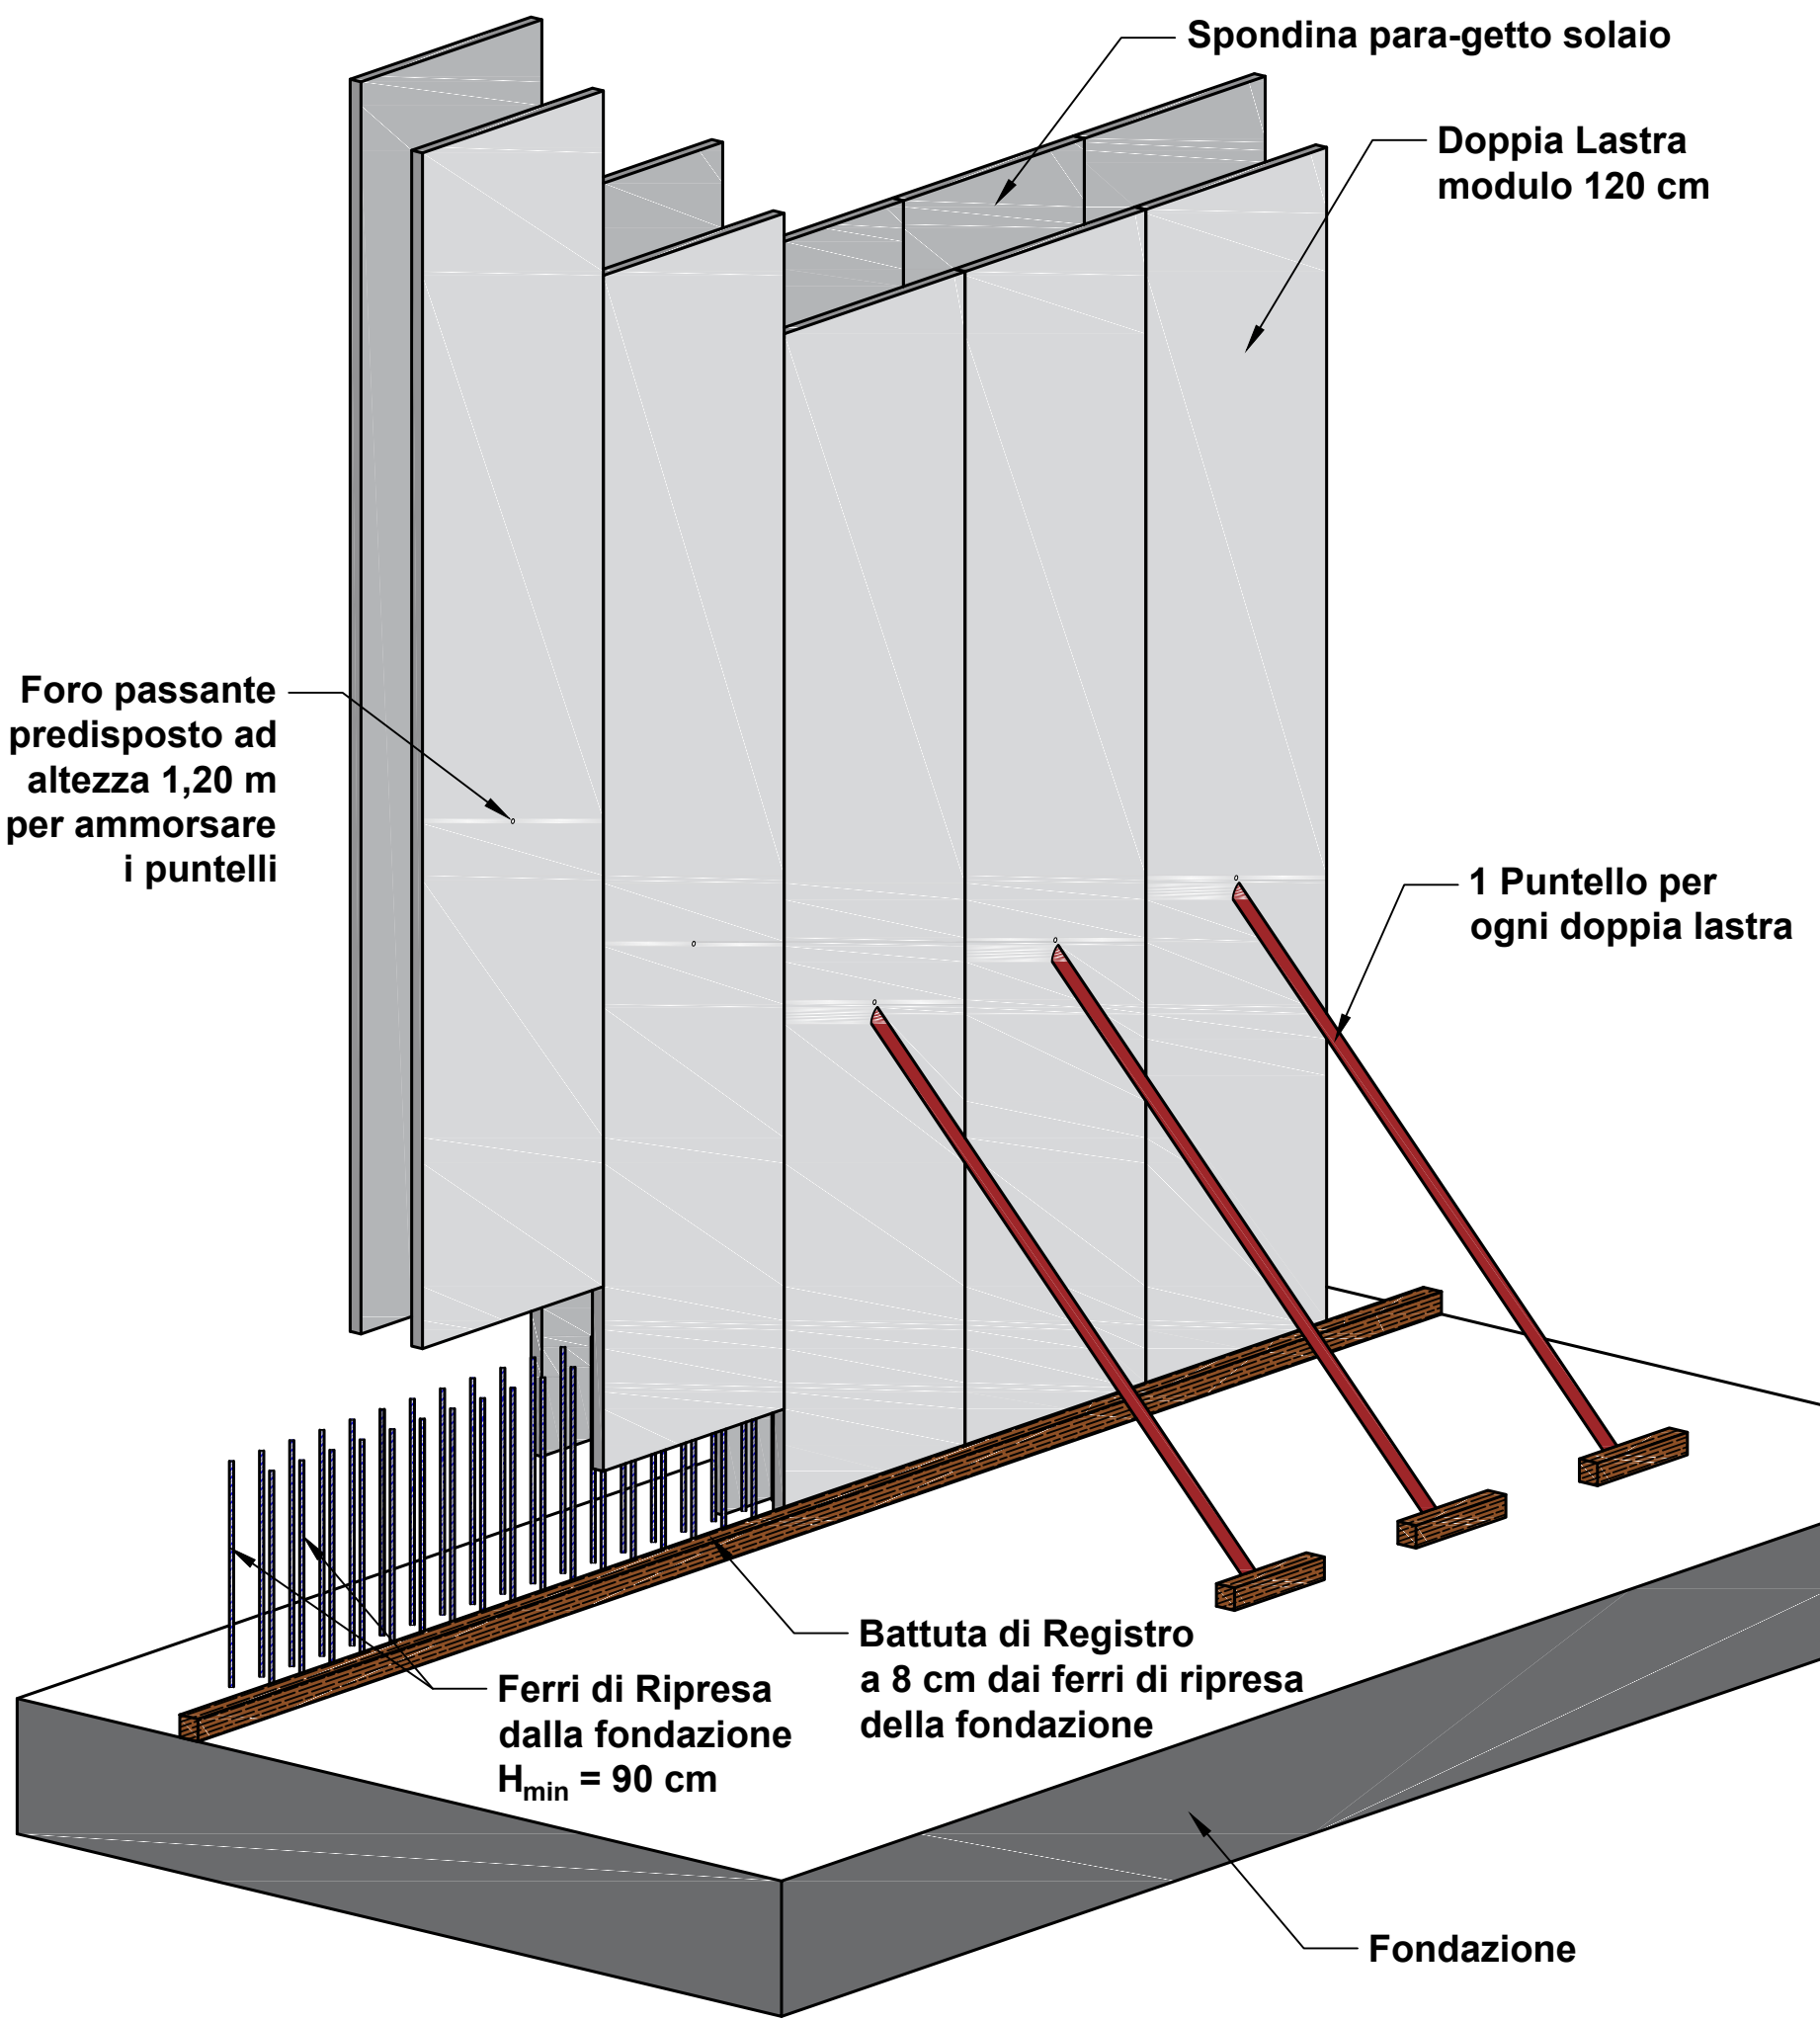 Spondina para-getto solaio
Doppia Lastra
modulo 120 cm
Foro passante
predisposto ad
altezza 1,20 m
per ammorsare
i puntelli
1 Puntello per
ogni doppia lastra
Battuta di Registro
a 8 cm dai ferri di ripresa
della fondazione
Ferri di Ripresa
dalla fondazione
Hmin = 90 cm
Fondazione